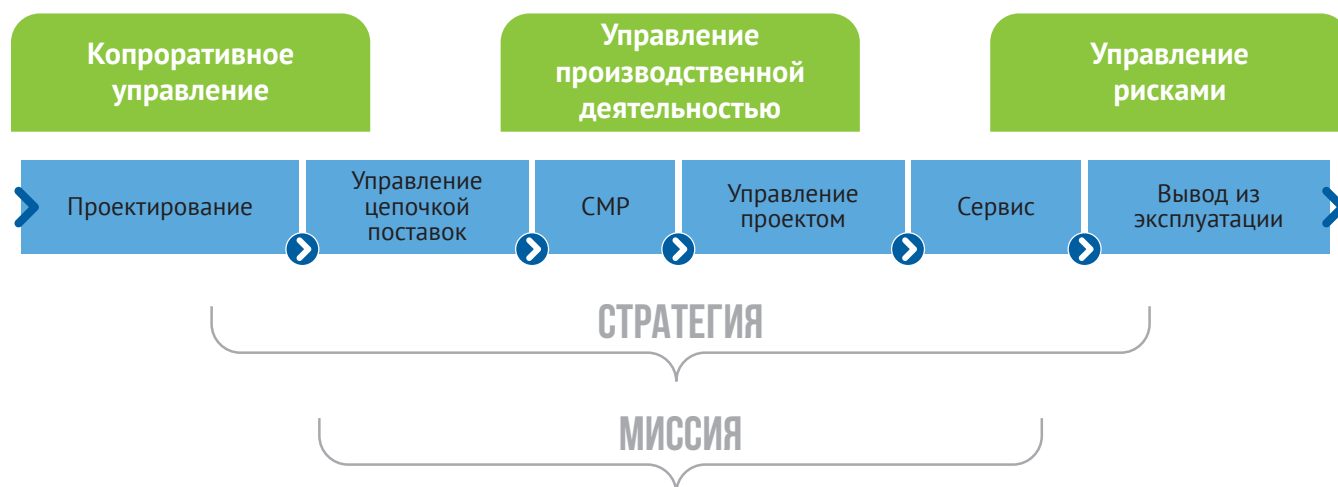 Копроративное
управление
Управление
производственной
деятельностью
Управление
рисками
Проектирование
Управление
цепочкой
поставок
СМР
Управление
проектом
Сервис
Вывод из
эксплуатации
СТРАТЕГИЯ
МИССИЯ